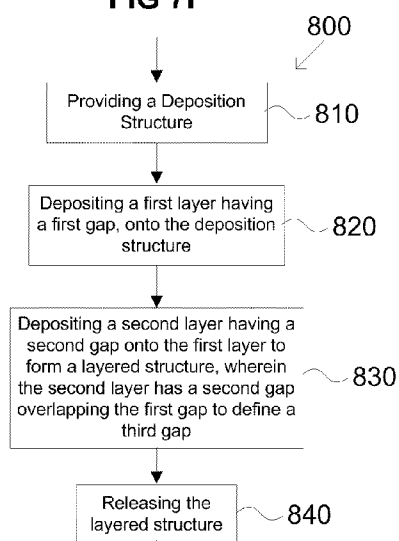 800
Providing a Deposition
Structure
810
Depositing a first layer having
a first gap, onto the deposition
structure
820
Depositing a second layer having a
second gap onto the first layer to
form a layered structure, wherein
the second layer has a second gap
overlapping the first gap to define a
third gap
830
Releasing the
layered structure
840